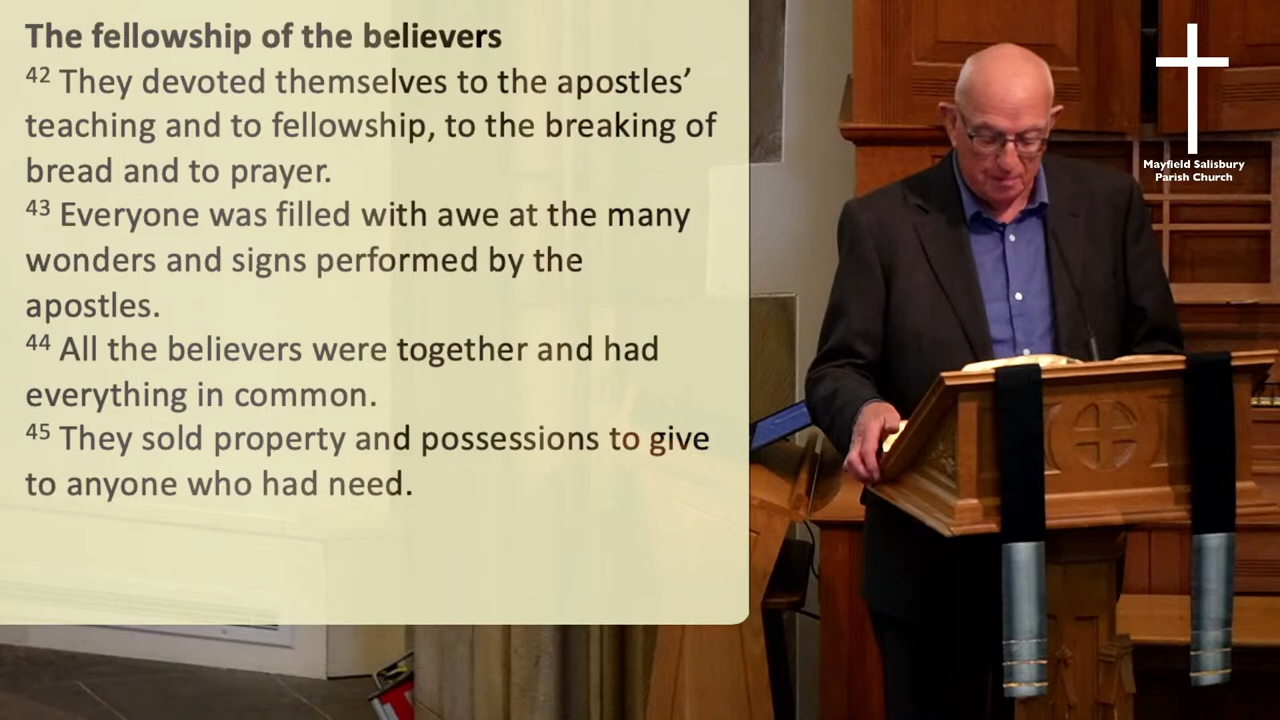 The fellowship of the believers
42 They devoted themselves to the apostles’
teaching and to fellowship, to the breaking of
bread and to prayer.
43 Everyone was filled with awe at the many
wonders and signs performed by the
apostles.
44 All the believers were together and had
everything in common.
45 They sold property and possessions to give
to anyone who had need.
Mayfield Salisbury
Parish Church